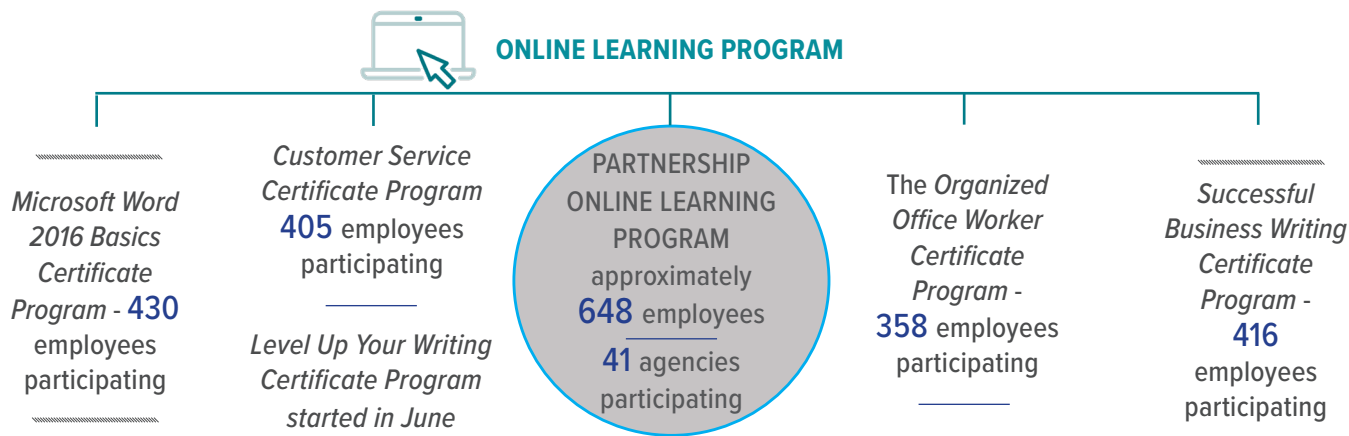 ONLINE LEARNING PROGRAM
Microsoft Word
2016 Basics
Certificate
Program - 430
employees
participating
Customer Service
Certificate Program
405 employees
participating
Level Up Your Writing
Certificate Program
started in June
PARTNERSHIP
ONLINE LEARNING
PROGRAM
approximately
648 employees
41 agencies
participating
The Organized
Office Worker
Certificate
Program -
358 employees
participating
Successful
Business Writing
Certificate
Program -
416
employees
participating